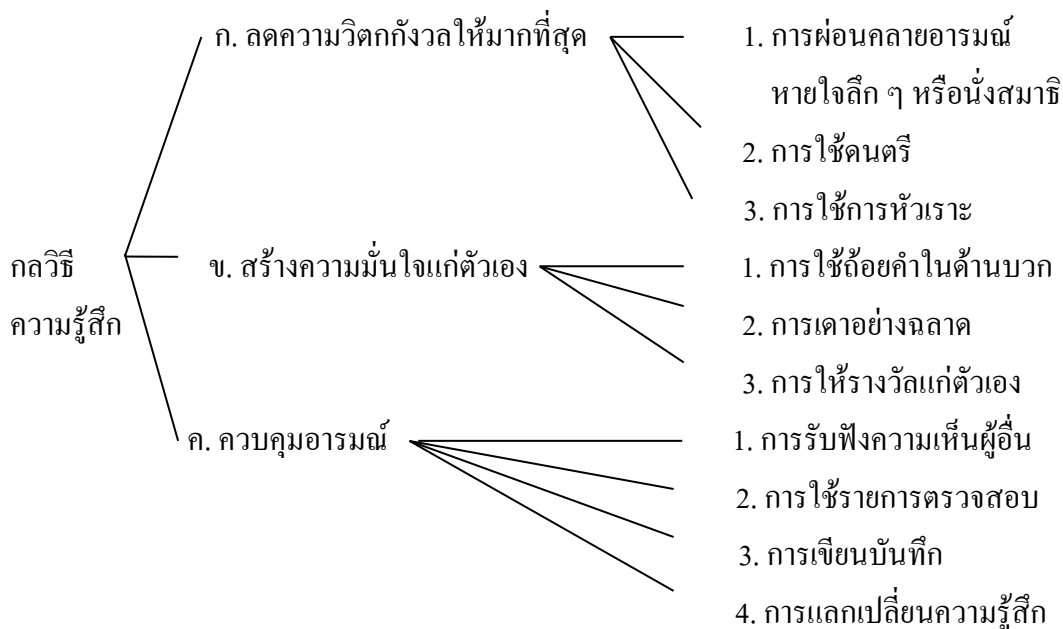 ก. ลดความวิตกกังวลให้มากที่สุด
1. การผ่อนคลายอารมณ์
หายใจลึก ๆ หรือนั่งสมาธิ
2. การใช้ดนตรี
3. การใช้การหัวเราะ
กลวิธี
ความรู้สึก
ข. สร้างความมั่นใจแก่ตัวเอง
1. การใช้ถ้อยคำในด้านบวก
2. การเดาอย่างฉลาด
3. การให้รางวัลแก่ตัวเอง
ค. ควบคุมอารมณ์
1. การรับฟังความเห็นผู้อื่น
2. การใช้รายการตรวจสอบ
3. การเขียนบันทึก
4. การแลกเปลี่ยนความรู้สึก